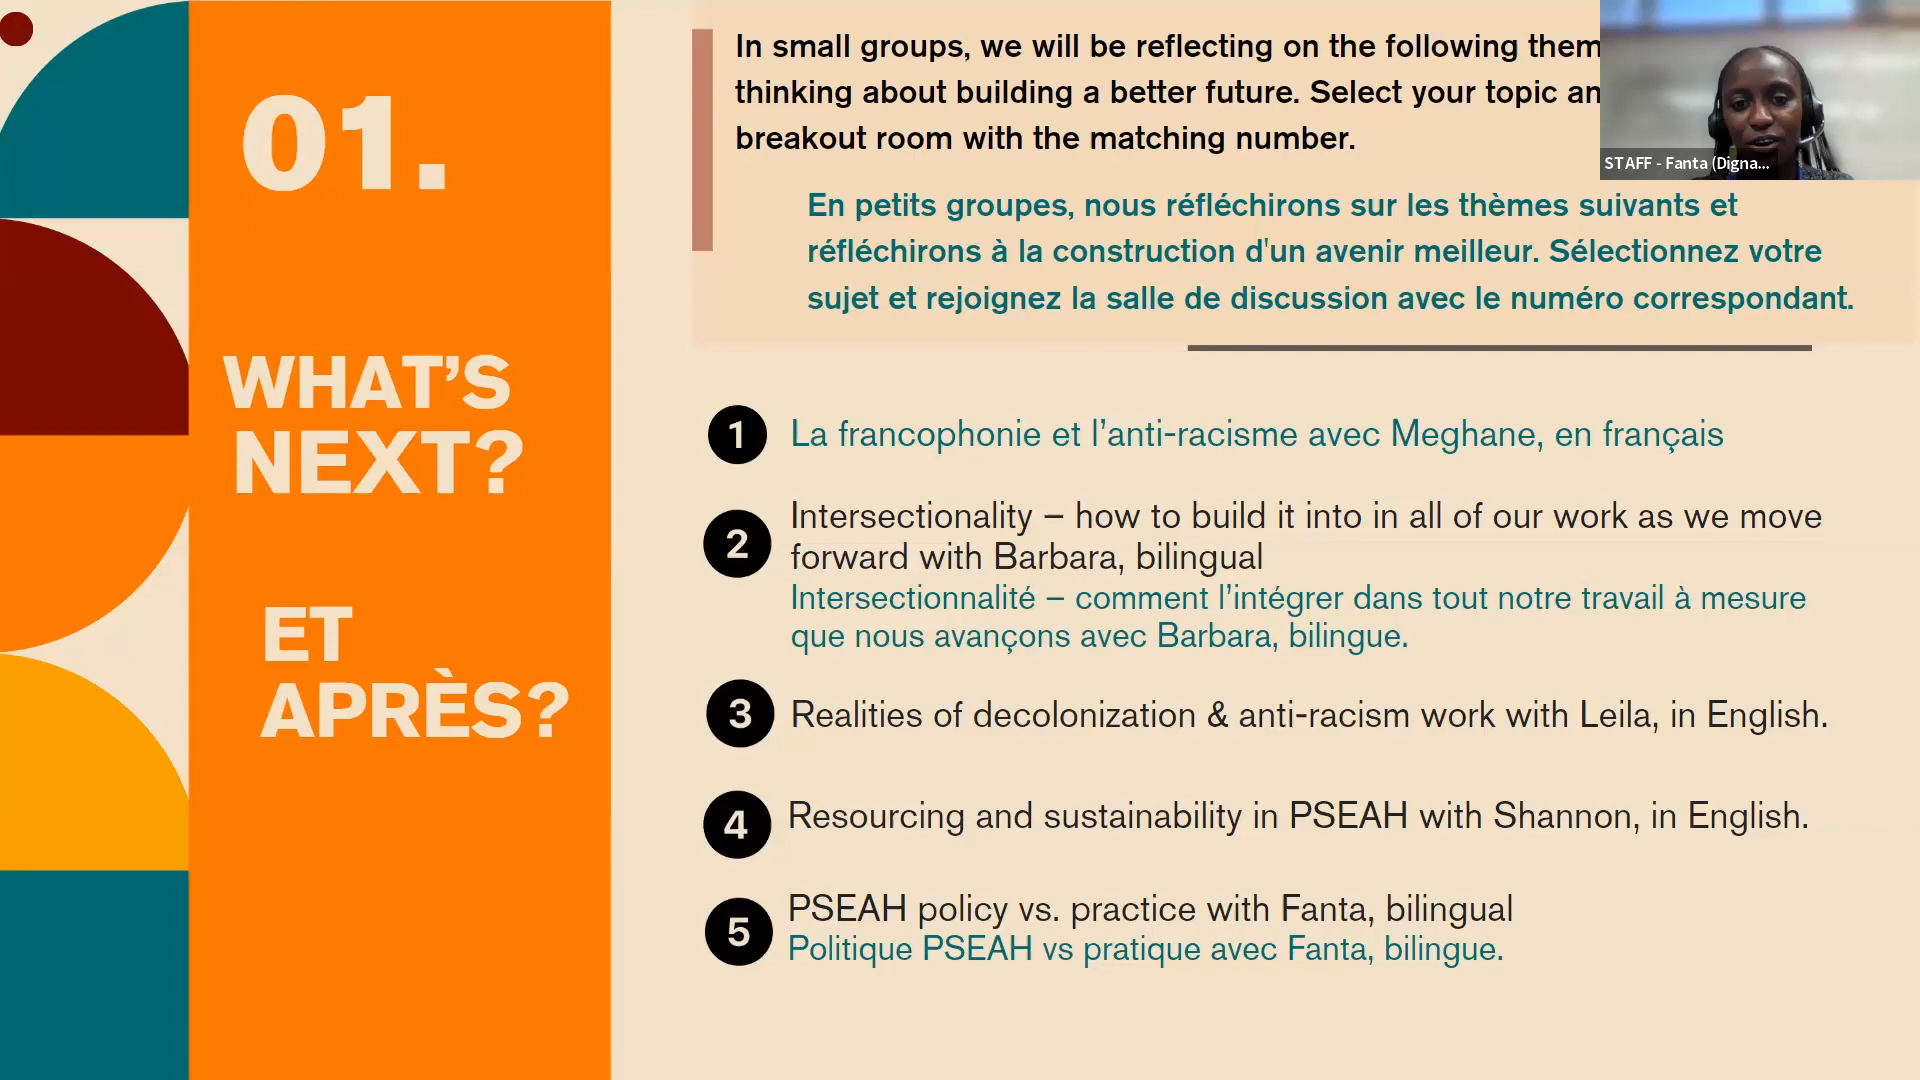 01.
WHAT'S
NEXT?
ET
APRÈS?
In small groups, we will be reflecting on the following
thinking about building a better future. Select your topic
breakout room with the matching number.
En petits groupes, nous réfléchirons sur les thèmes suivants et
réfléchirons à la construction d'un avenir meilleur. Sélectionnez votre
sujet et rejoignez la salle de discussion avec le numéro correspondant.
1 La francophonie et l'anti-racisme avec Meghane, en français
2 Intersectionality – how to build it into in all of our work as we move
forward with Barbara, bilingual
Intersectionnalité – comment l'intégrer dans tout notre travail à mesure
que nous avançons avec Barbara, bilingue.
3 Realities of decolonization & anti-racism work with Leila, in English.
4 Resourcing and sustainability in PSEAH with Shannon, in English.
5 PSEAH policy vs. practice with Fanta, bilingual
Politique PSEAH vs pratique avec Fanta, bilingue.
STAFF - Fanta (Digna...